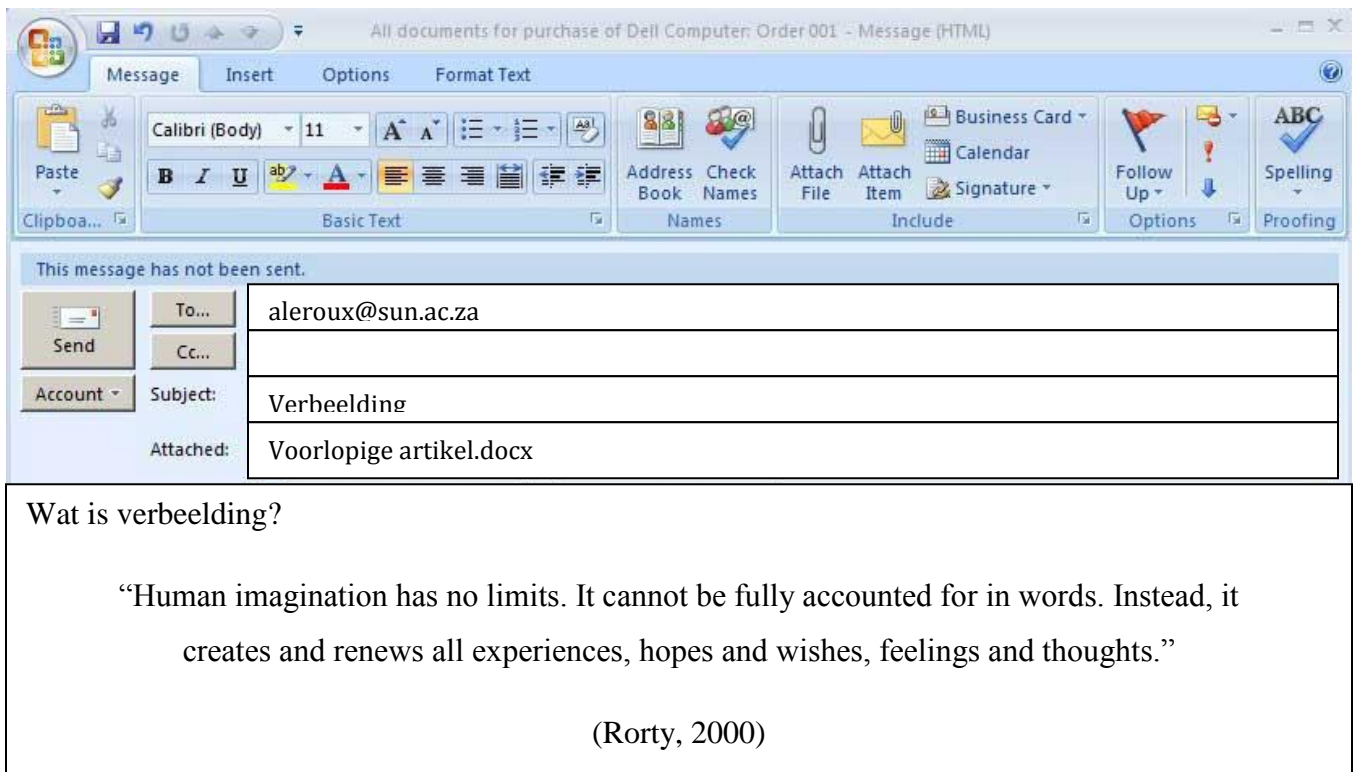 All documents for purchase of Dell Computer: Order 001 - Message (HTML)
Message Insert Options Format Text
Paste
Clipboa...
Calibri (Body) 11
B I U
Basic Text
Address Book
Check Names
Names
Attach File
Attach Item
Business Card
Calendar
Signature
Include
Follow Up
Options
ABC
Spelling
Proofing
This message has not been sent.
Send
Account
To... aleroux@sun.ac.za
Cc...
Subject: Verbeelding
Attached: Voorlopige artikel.docx
Wat is verbeelding?
“Human imagination has no limits. It cannot be fully accounted for in words. Instead, it
creates and renews all experiences, hopes and wishes, feelings and thoughts.”
(Rorty, 2000)